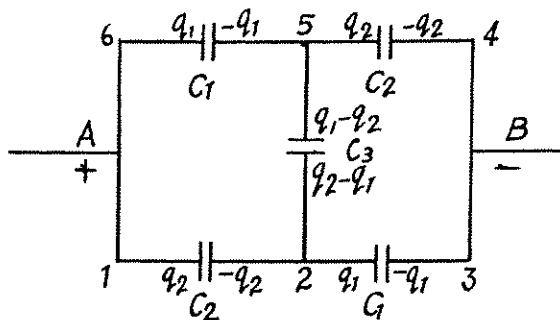 6 q₁ -q₁ 5 q₂ -q₂ 4
C₁ C₂
A q₁-q₂ B
+ C₃ -
q₂-q₁
1 q₂ -q₂ 2 q₁ -q₁ 3
C₂ C₁